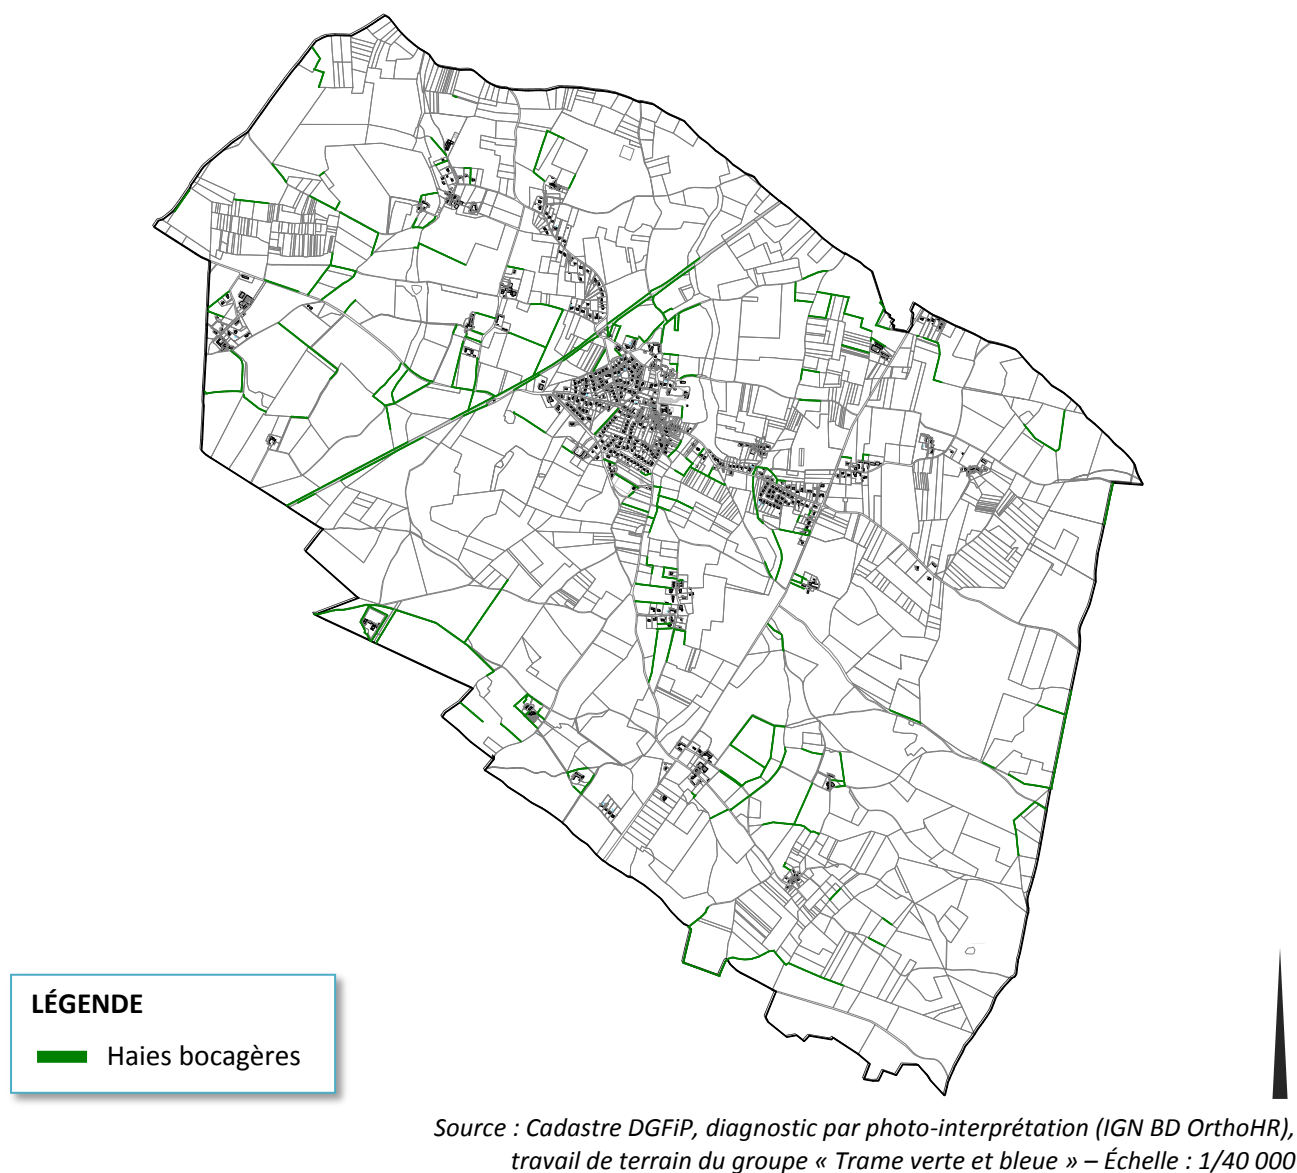 LÉGENDE
Haies bocagères
Source : Cadastre DGFiP, diagnostic par photo-interprétation (IGN BD OrthoHR),
travail de terrain du groupe « Trame verte et bleue » – Échelle : 1/40 000